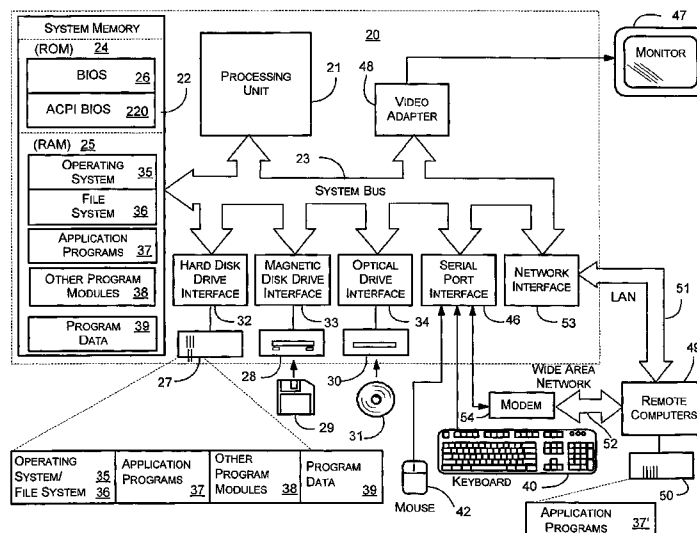 SYSTEM MEMORY
(ROM) 24
BIOS 26
ACPI BIOS 220
22
(RAM) 25
OPERATING SYSTEM 35
FILE SYSTEM 36
APPLICATION PROGRAMS 37
OTHER PROGRAM MODULES 38
PROGRAM DATA 39
20
PROCESSING UNIT
21
48
VIDEO ADAPTER
47
MONITOR
23
SYSTEM BUS
HARD DISK DRIVE INTERFACE
32
MAGNETIC DISK DRIVE INTERFACE
33
OPTICAL DRIVE INTERFACE
34
SERIAL PORT INTERFACE
46
NETWORK INTERFACE
53
LAN
51
49
27
28
29
30
31
WIDE AREA NETWORK
54
MODEM
52
REMOTE COMPUTERS
50
KEYBOARD
40
MOUSE
42
OPERATING SYSTEM/ 35
FILE SYSTEM 36
APPLICATION PROGRAMS 37
OTHER PROGRAM MODULES 38
PROGRAM DATA 39
APPLICATION PROGRAMS 37'